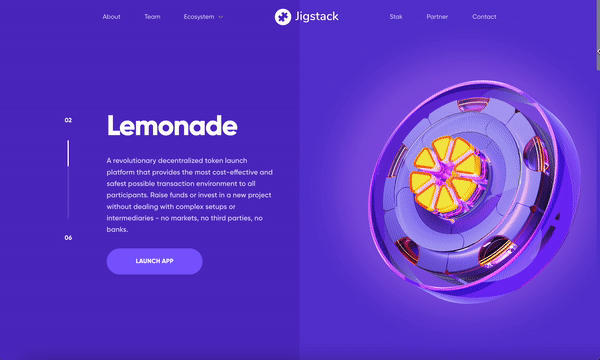 About
Team
Ecosystem
Jigstack
Stak
Partner
Contact
02
Lemonade
A revolutionary decentralized token launch
platform that provides the most cost-effective and
safest possible transaction environment to all
participants. Raise funds or invest in a new project
without dealing with complex setups or
intermediaries - no markets, no third parties, no
banks.
06
LAUNCH APP